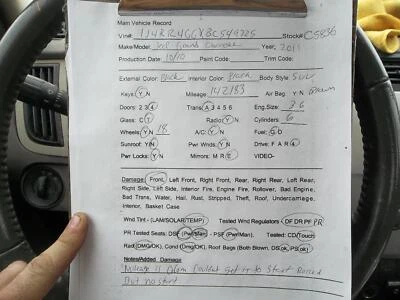 Main Vehicle Record
Vin# Stock# C5836
Make/Model: Jeep Grand Cherokee Year, 2011
Production Date: 10/10 Paint Code: Trim Code:
External Color: Black Interior Color: Black Body Style: SUV
Keys: Y/N Mileage: 142183 Air Bag Y/N
Doors: 2 3 4 Trans: A 3 4 5 6 Eng.Size: 3.6
Glass: C T Radio: Y/N Cylinders: 6
Wheels: Y/N 18 A/C: Y/N Fuel: G D
Sunroof: Y/N Pwr Wnds. Y/N Drive: F A R 4
Pwr Locks: Y/N Mirrors: M R E VIDEO-
Damage: Front, Left Front, Right Front, Rear, Right Rear, Left Rear,
Right Side, Left Side, Interior Fire, Engine Fire, Rollover, Bad Engine,
Bad Trans, Water, Hail, Rust, Stripped, Theft, Roof, Undercarriage,
Interior, Basket Case
Wnd Tint - (LAM/SOLAR/TEMP) Tested Wnd Regulators - DF DR PF PR
PR Tested Seats: DSF (Pwr/Man) - PSF (Pwr/Man), Tested: CD/Touch
Rad (DMG/OK), Cond (Dmg/OK), Roof Bags (Both Blown, DS ok, PS ok)
Notes/Added Damage
Mileage is Couldnt get it to Start
But no start